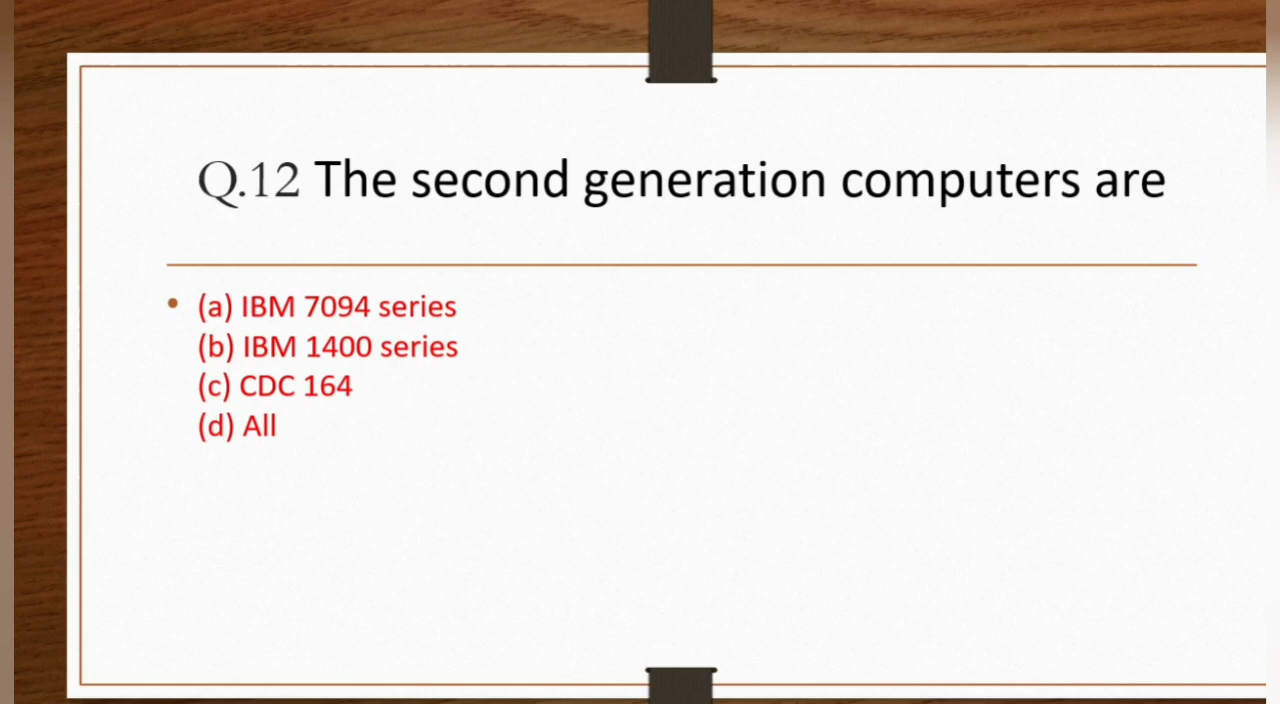 Q.12 The second generation computers are
• (a) IBM 7094 series
(b) IBM 1400 series
(c) CDC 164
(d) All